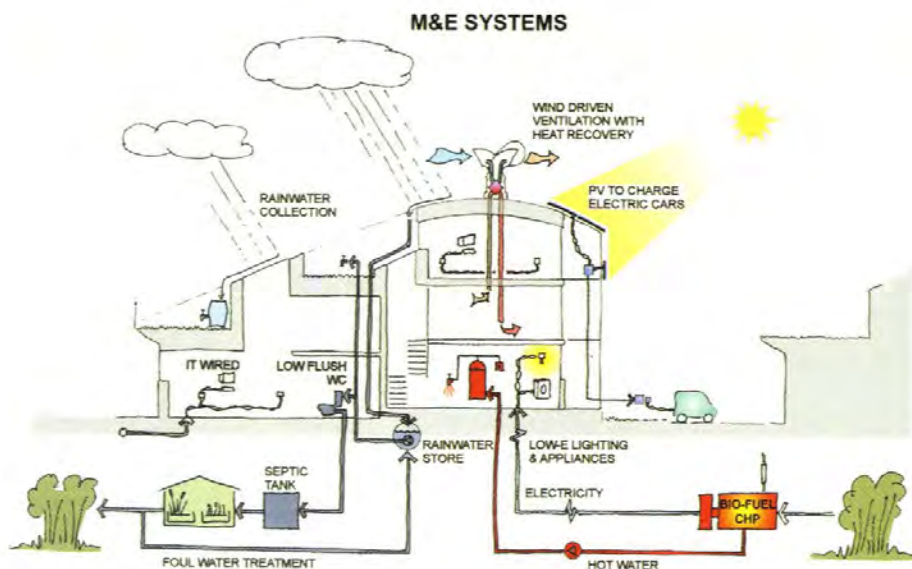 M&E SYSTEMS
WIND DRIVEN
VENTILATION WITH
HEAT RECOVERY
PV TO CHARGE
ELECTRIC CARS
RAINWATER
COLLECTION
IT WIRED
LOW FLUSH
WC
RAINWATER
STORE
LOW-E LIGHTING
& APPLIANCES
SEPTIC
TANK
ELECTRICITY
BIO-FUEL
CHP
FOUL WATER TREATMENT
HOT WATER